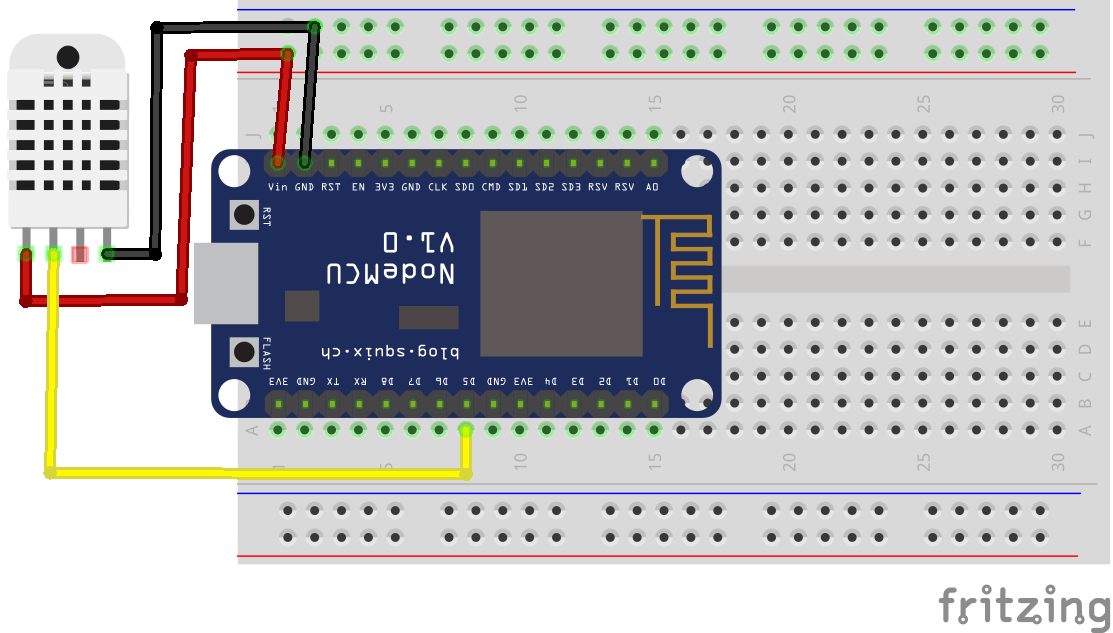 1 5 10 15 20 25 30
J J
I
H
G
F
Vin GND RST EN 3V3 GND CLK SD0 CMD SD1 SD2 SD3 RSV RSV A0
RST
V1.0
NodeMCU
FLASH
blog.squix.ch
3V3 GND TX RX D8 D7 D6 D5 GND 3V3 D4 D3 D2 D1 D0
E
D
C
B
A A
1 5 10 15 20 25 30
fritzing